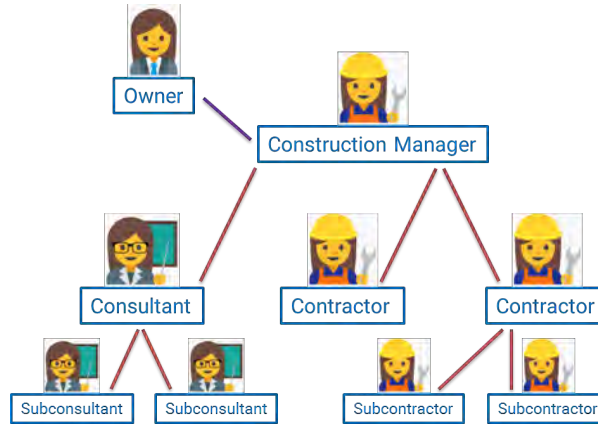 Owner
Construction Manager
Consultant
Contractor
Contractor
Subconsultant
Subconsultant
Subcontractor
Subcontractor